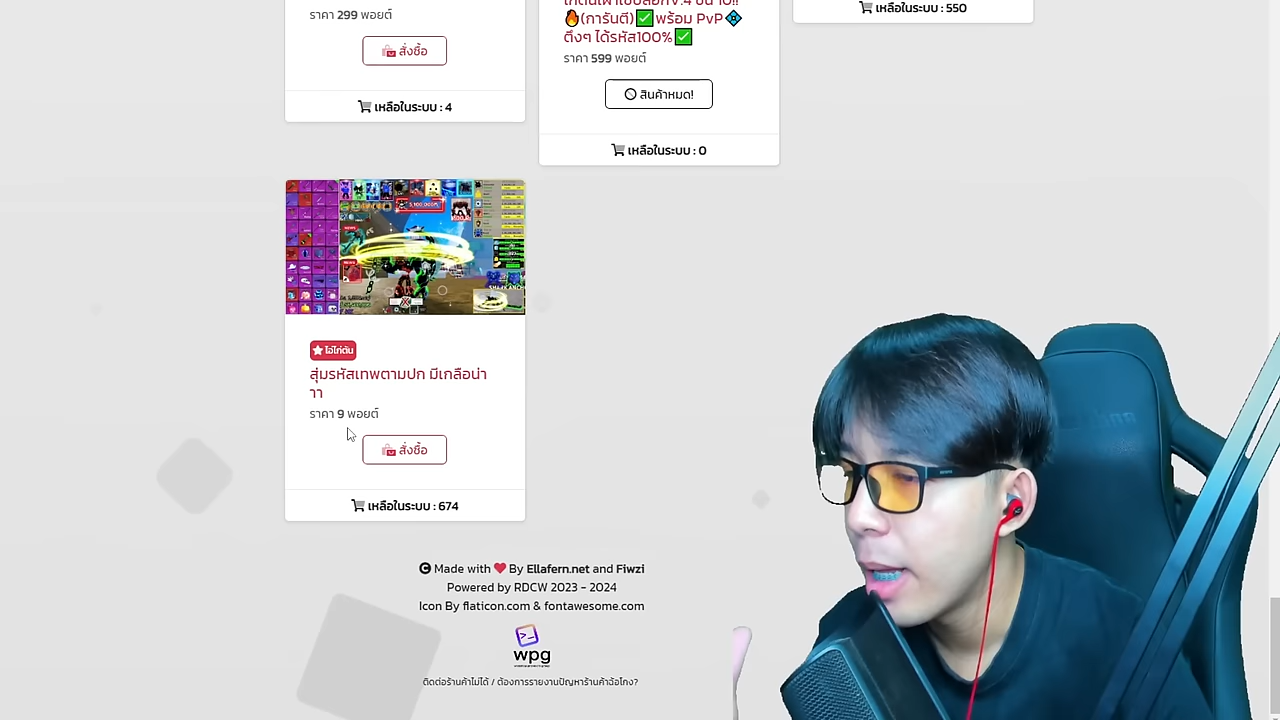 ราคา 299 พอยต์
สั่งซื้อ
เหลือในระบบ : 4
🔥(การันตี)✅พร้อม PvP💠
ตึงๆ ได้รหัส100%✅
ราคา 599 พอยต์
สินค้าหมด!
เหลือในระบบ : 0
เหลือในระบบ : 550
ไอ่ไก่ตัน
สุ่มรหัสเทพตามปก มีเกลือน่า
าา
ราคา 9 พอยต์
สั่งซื้อ
เหลือในระบบ : 674
Made with ❤ By Ellafern.net and Fiwzi
Powered by RDCW 2023 - 2024
Icon By flaticon.com & fontawesome.com
wpg
ติดต่อร้านค้าไม่ได้ / ต้องการรายงานปัญหาร้านค้าฉ้อโกง?